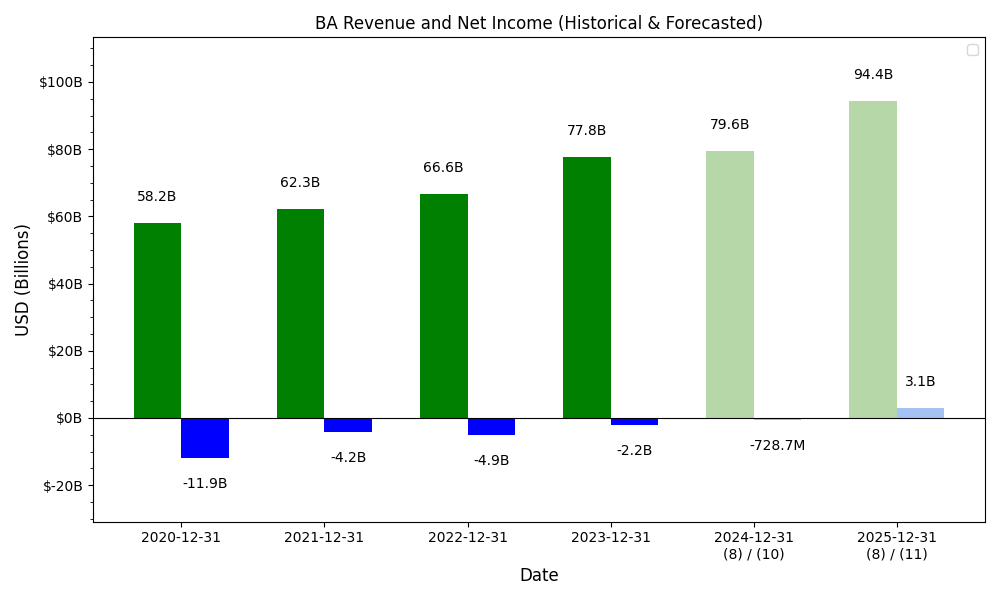 BA Revenue and Net Income (Historical & Forecasted)
USD (Billions)
$100B
$80B
$60B
$40B
$20B
$0B
$-20B
58.2B
62.3B
66.6B
77.8B
79.6B
94.4B
-11.9B
-4.2B
-4.9B
-2.2B
-728.7M
3.1B
2020-12-31
2021-12-31
2022-12-31
2023-12-31
2024-12-31
(8) / (10)
2025-12-31
(8) / (11)
Date